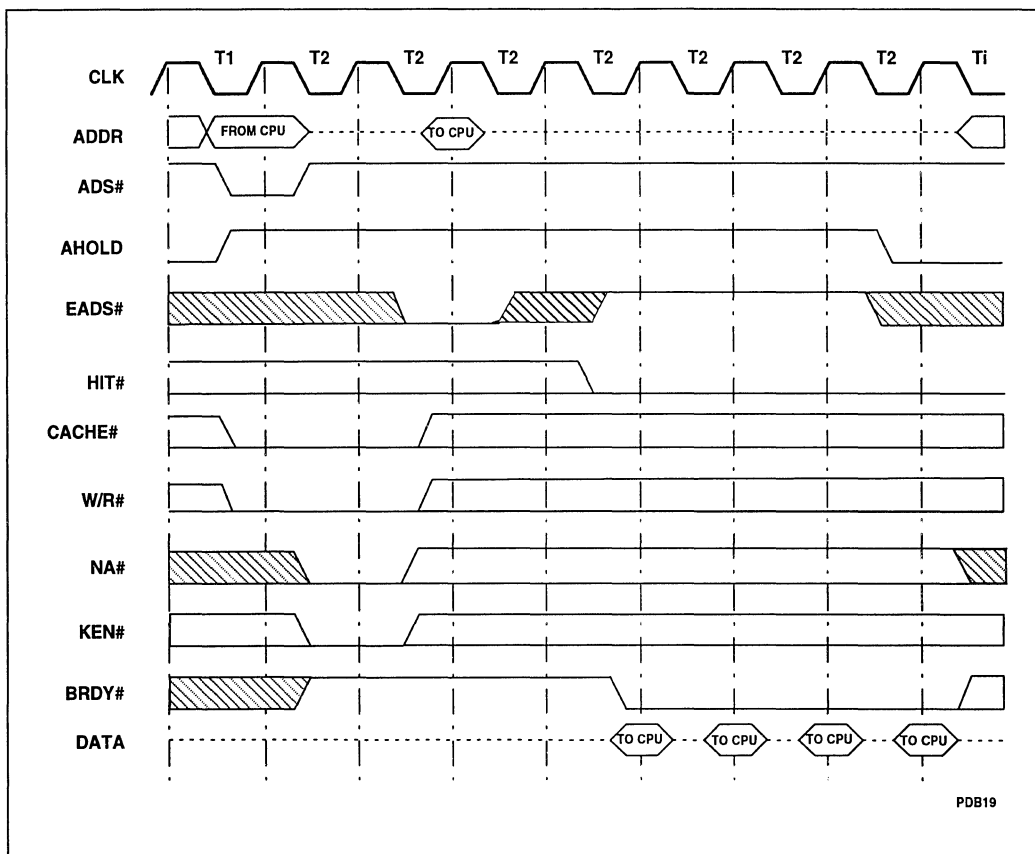 T1 T2 T2 T2 T2 T2 T2 T2 Ti
CLK
ADDR FROM CPU TO CPU
ADS#
AHOLD
EADS#
HIT#
CACHE#
W/R#
NA#
KEN#
BRDY#
DATA TO CPU TO CPU TO CPU TO CPU
PDB19